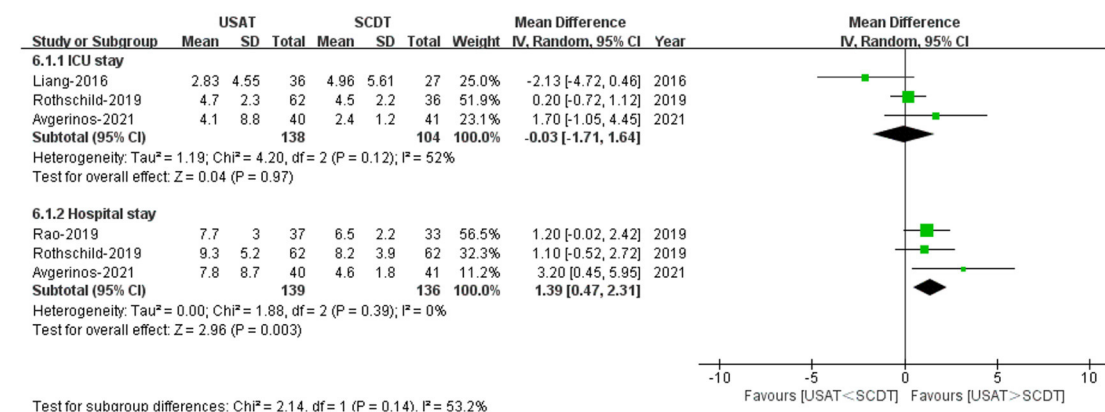 USAT SCDT Mean Difference Mean Difference
Study or Subgroup Mean SD Total Mean SD Total Weight IV, Random, 95% CI Year IV, Random, 95% CI
6.1.1 ICU stay
Liang-2016 2.83 4.55 36 4.96 5.61 27 25.0% -2.13 [-4.72, 0.46] 2016
Rothschild-2019 4.7 2.3 62 4.5 2.2 36 51.9% 0.20 [-0.72, 1.12] 2019
Avgerinos-2021 4.1 8.8 40 2.4 1.2 41 23.1% 1.70 [-1.05, 4.45] 2021
Subtotal (95% CI) 138 104 100.0% -0.03 [-1.71, 1.64]
Heterogeneity: Tau² = 1.19; Chi² = 4.20, df = 2 (P = 0.12); I² = 52%
Test for overall effect: Z = 0.04 (P = 0.97)
6.1.2 Hospital stay
Rao-2019 7.7 3 37 6.5 2.2 33 56.5% 1.20 [-0.02, 2.42] 2019
Rothschild-2019 9.3 5.2 62 8.2 3.9 62 32.3% 1.10 [-0.52, 2.72] 2019
Avgerinos-2021 7.8 8.7 40 4.6 1.8 41 11.2% 3.20 [0.45, 5.95] 2021
Subtotal (95% CI) 139 136 100.0% 1.39 [0.47, 2.31]
Heterogeneity: Tau² = 0.00; Chi² = 1.88, df = 2 (P = 0.39); I² = 0%
Test for overall effect: Z = 2.96 (P = 0.003)
-10 -5 0 5 10
Favours [USAT<SCDT] Favours [USAT>SCDT]
Test for subgroup differences: Chi² = 2.14, df = 1 (P = 0.14), I² = 53.2%